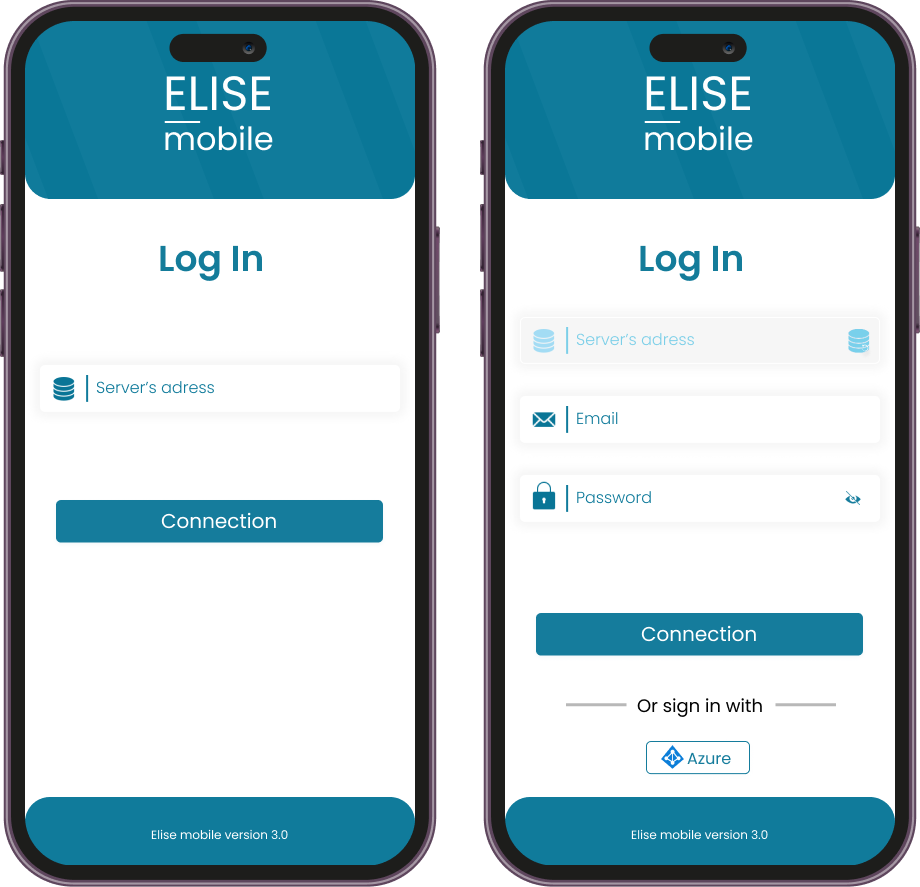 ELISE
mobile
Log In
Server’s adress
Connection
Elise mobile version 3.0
ELISE
mobile
Log In
Server’s adress
Email
Password
Connection
Or sign in with
Azure
Elise mobile version 3.0